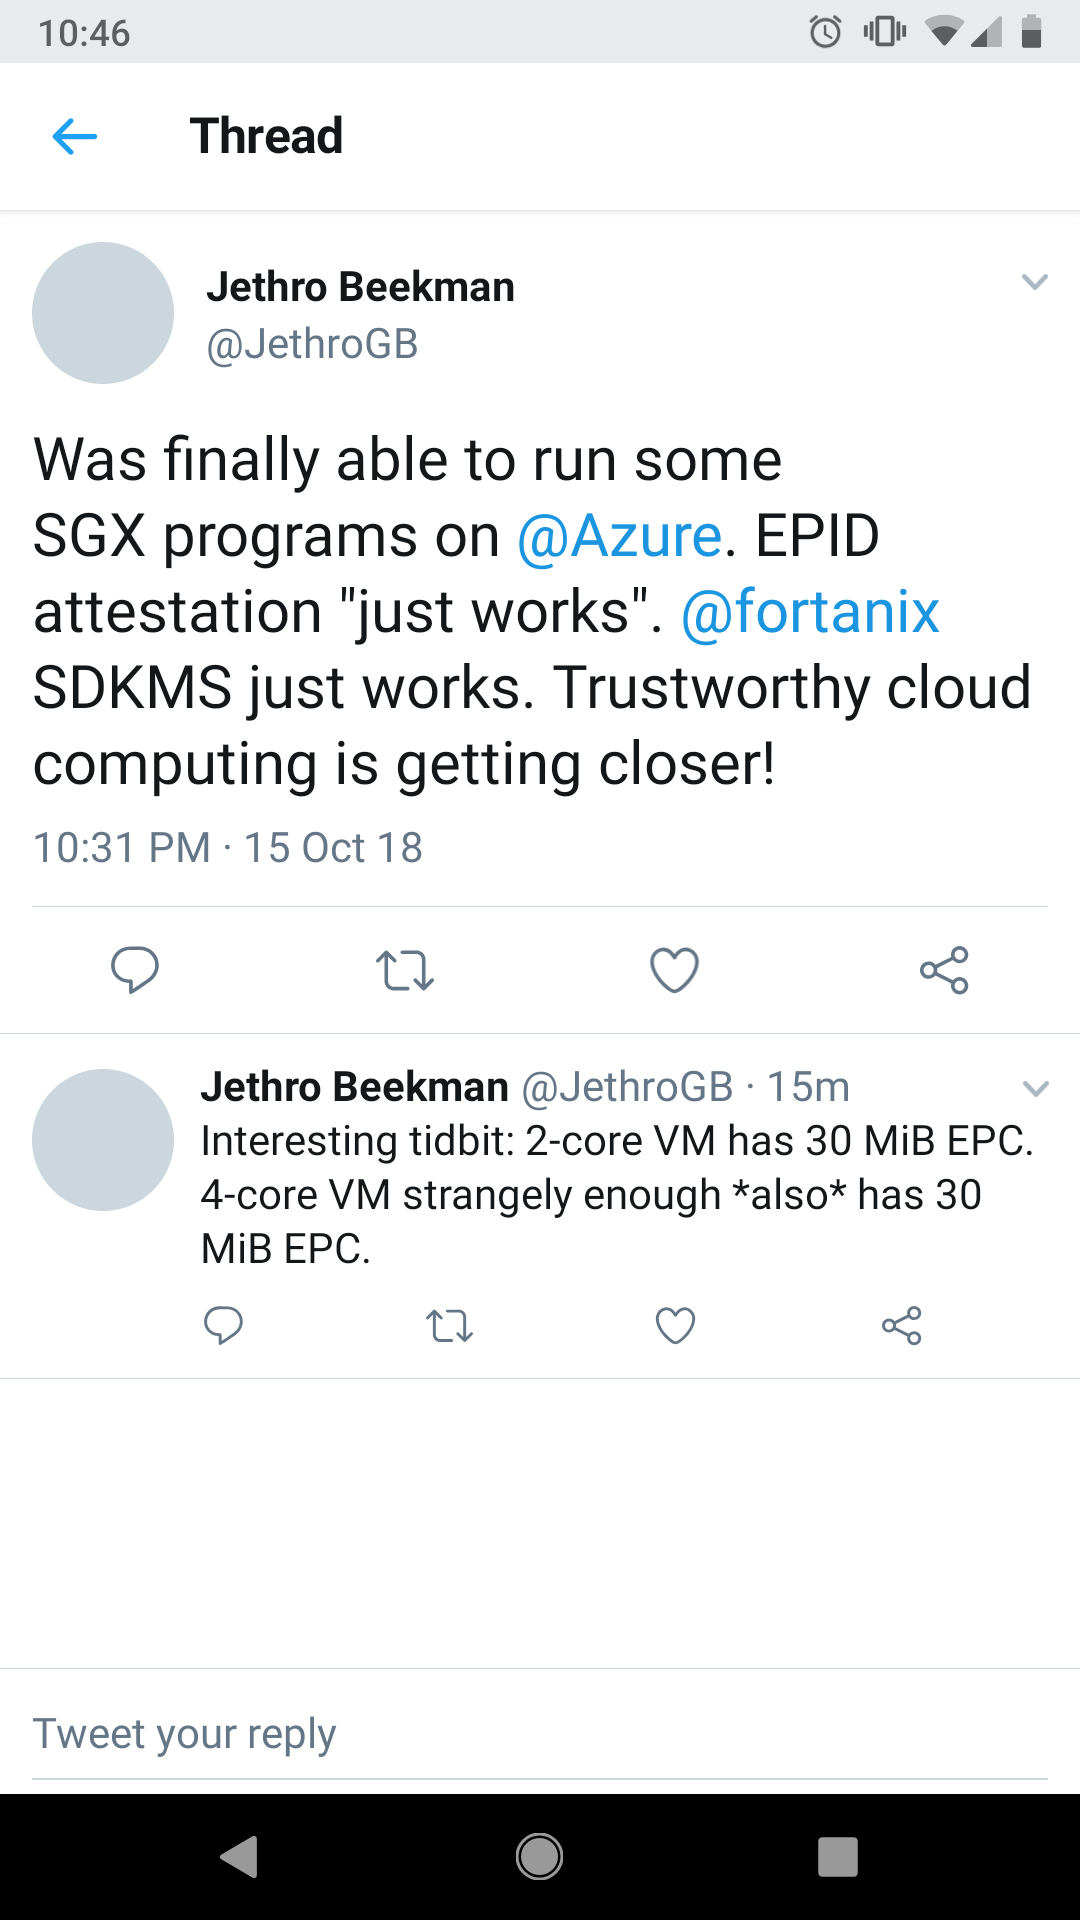 10:46
Thread
Jethro Beekman
@JethroGB
Was finally able to run some
SGX programs on @Azure. EPID
attestation "just works". @fortanix
SDKMS just works. Trustworthy cloud
computing is getting closer!
10:31 PM · 15 Oct 18
Jethro Beekman @JethroGB · 15m
Interesting tidbit: 2-core VM has 30 MiB EPC.
4-core VM strangely enough *also* has 30
MiB EPC.
Tweet your reply